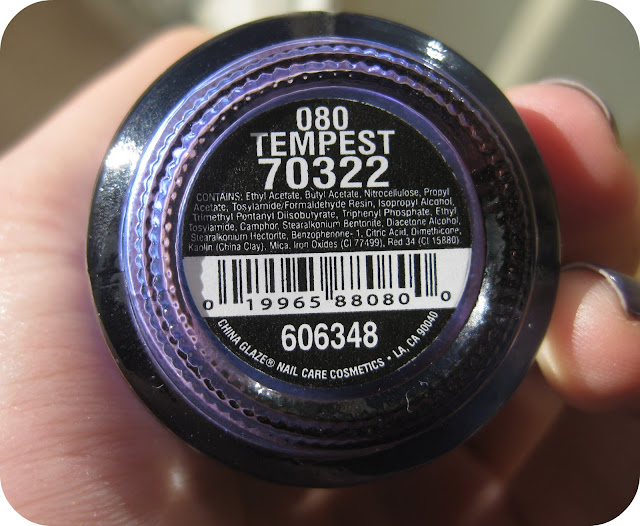 080
TEMPEST
70322
CONTAINS: Ethyl Acetate, Butyl Acetate, Nitrocellulose, Propyl
Acetate, Tosylamide/Formaldehyde Resin, Isopropyl Alcohol,
Trimethyl Pentanyl Diisobutyrate, Triphenyl Phosphate, Ethyl
Tosylamide, Camphor, Stearalkonium Bentonite, Diacetone Alcohol,
Stearalkonium Hectorite, Benzophenone-1, Citric Acid, Dimethicone,
Kaolin (China Clay), Mica, Iron Oxides (CI 77499), Red 34 (CI 15880)
0 19965 88080 0
606348
CHINA GLAZE® NAIL CARE COSMETICS • LA, CA 90040